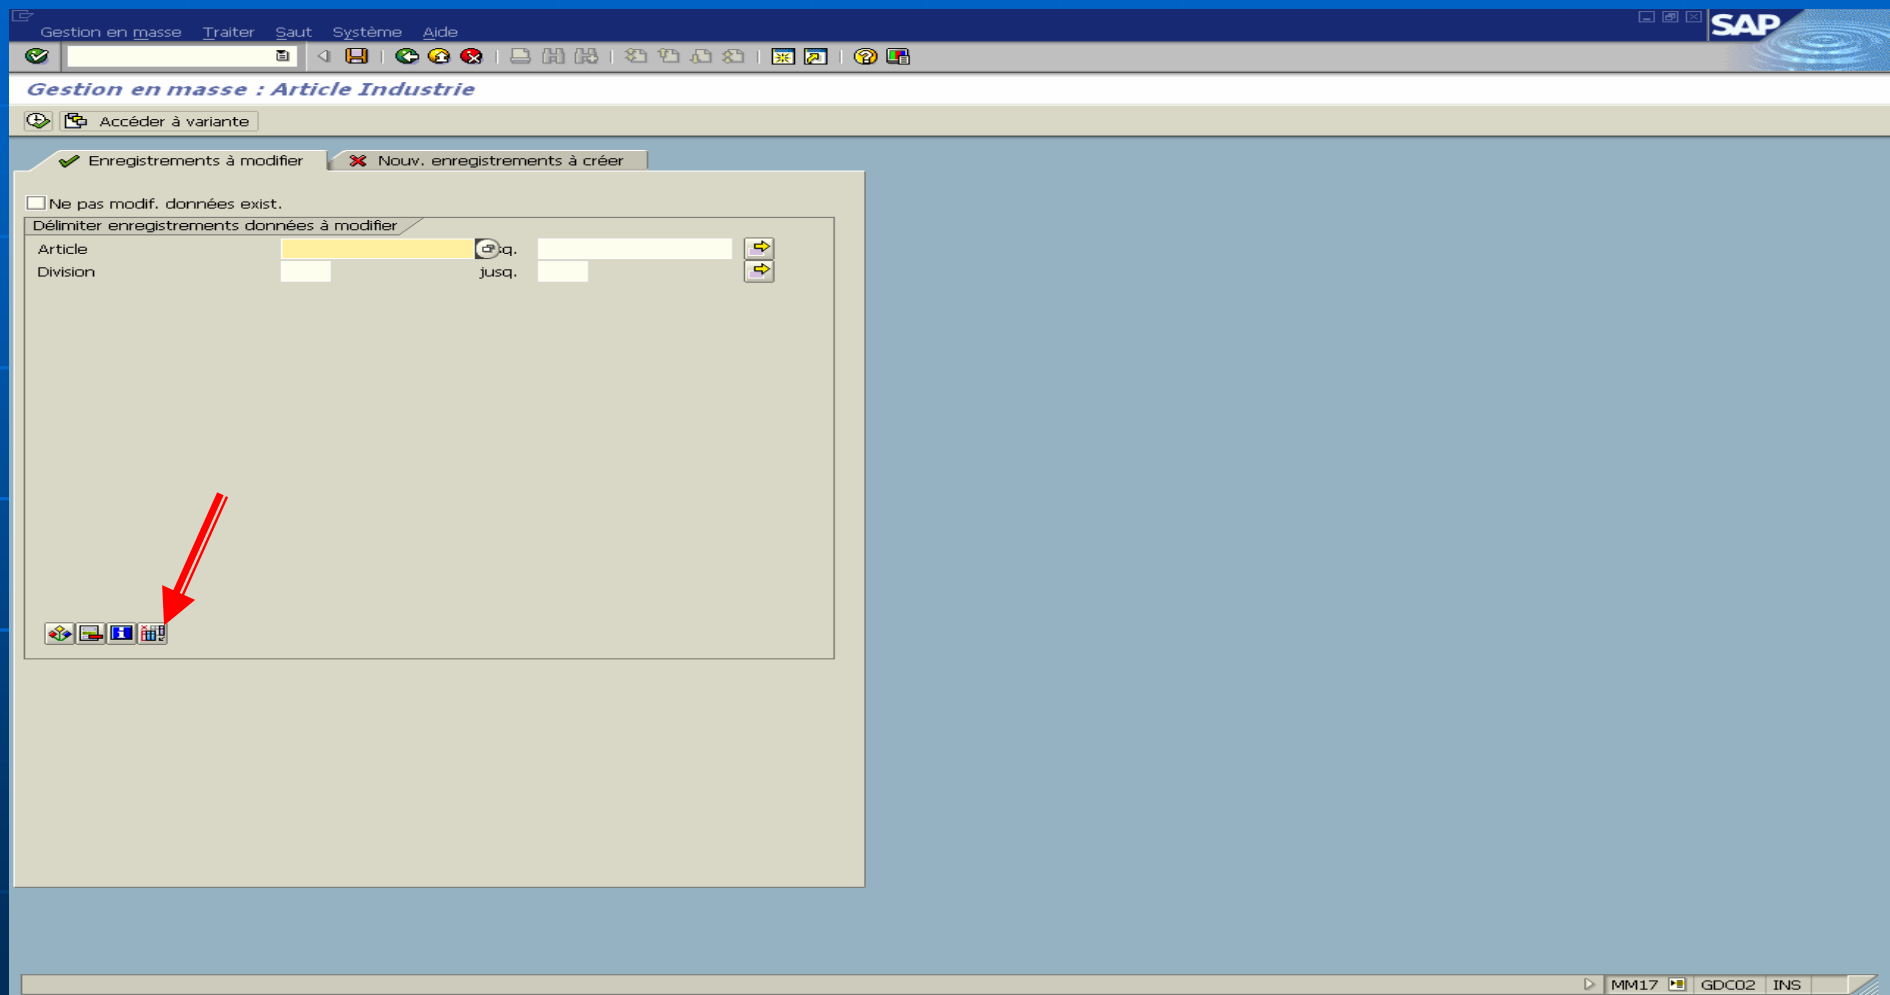 Gestion en masse Traiter Saut Système Aide
SAP
Gestion en masse : Article Industrie
Accéder à variante
Enregistrements à modifier Nouv. enregistrements à créer
Ne pas modif. données exist.
Délimiter enregistrements données à modifier
Article q.
Division jusq.
MM17 GDC02 INS